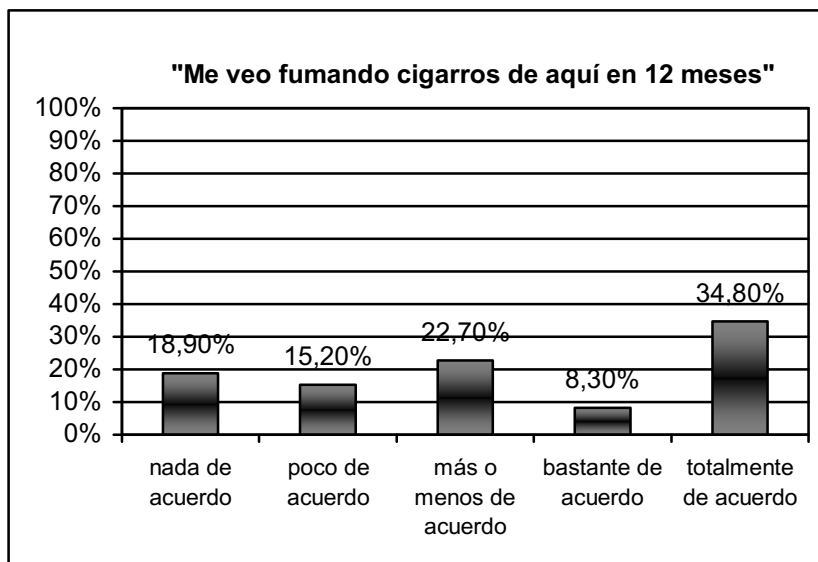 "Me veo fumando cigarros de aquí en 12 meses"
100%
90%
80%
70%
60%
50%
40%
30%
20%
10%
0%
18,90%
15,20%
22,70%
8,30%
34,80%
nada de
acuerdo
poco de
acuerdo
más o
menos de
acuerdo
bastante de
acuerdo
totalmente
de acuerdo